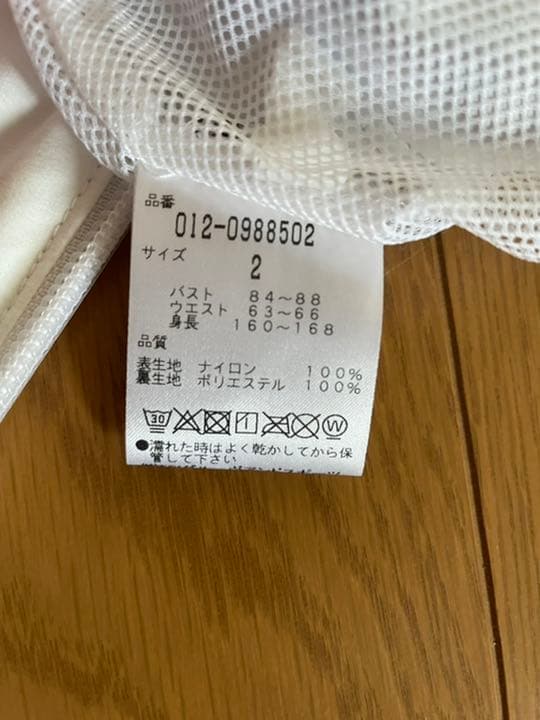 品番
012-0988502
サイズ
2
バスト 84～88
ウエスト 63～66
身長 160～168
品質
表生地 ナイロン 100%
裏生地 ポリエステル 100%
30
W
●濡れた時はよく乾かしてから保
管して下さい